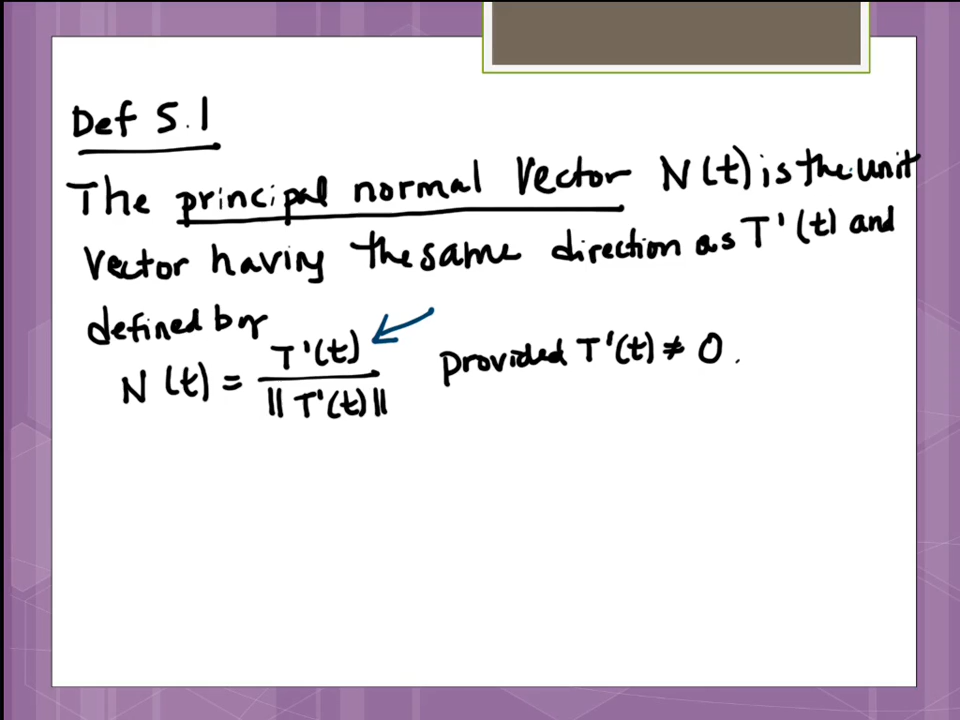 Def 5.1
The principal normal vector N(t) is the unit
vector having the same direction as T'(t) and
defined by
N(t) = T'(t) / ||T'(t)|| provided T'(t) ≠ 0.